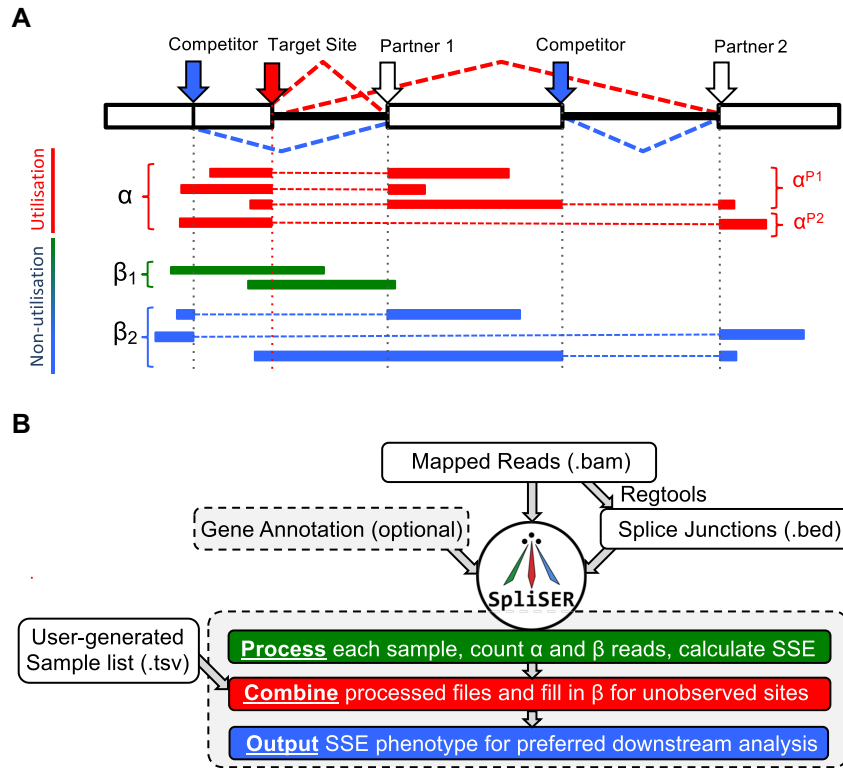 A
Competitor Target Site Partner 1 Competitor Partner 2
Utilisation
α
αP1
αP2
Non-utilisation
β1
β2
B
Mapped Reads (.bam)
Regtools
Gene Annotation (optional)
Splice Junctions (.bed)
SpliSER
User-generated
Sample list (.tsv)
Process each sample, count α and β reads, calculate SSE
Combine processed files and fill in β for unobserved sites
Output SSE phenotype for preferred downstream analysis